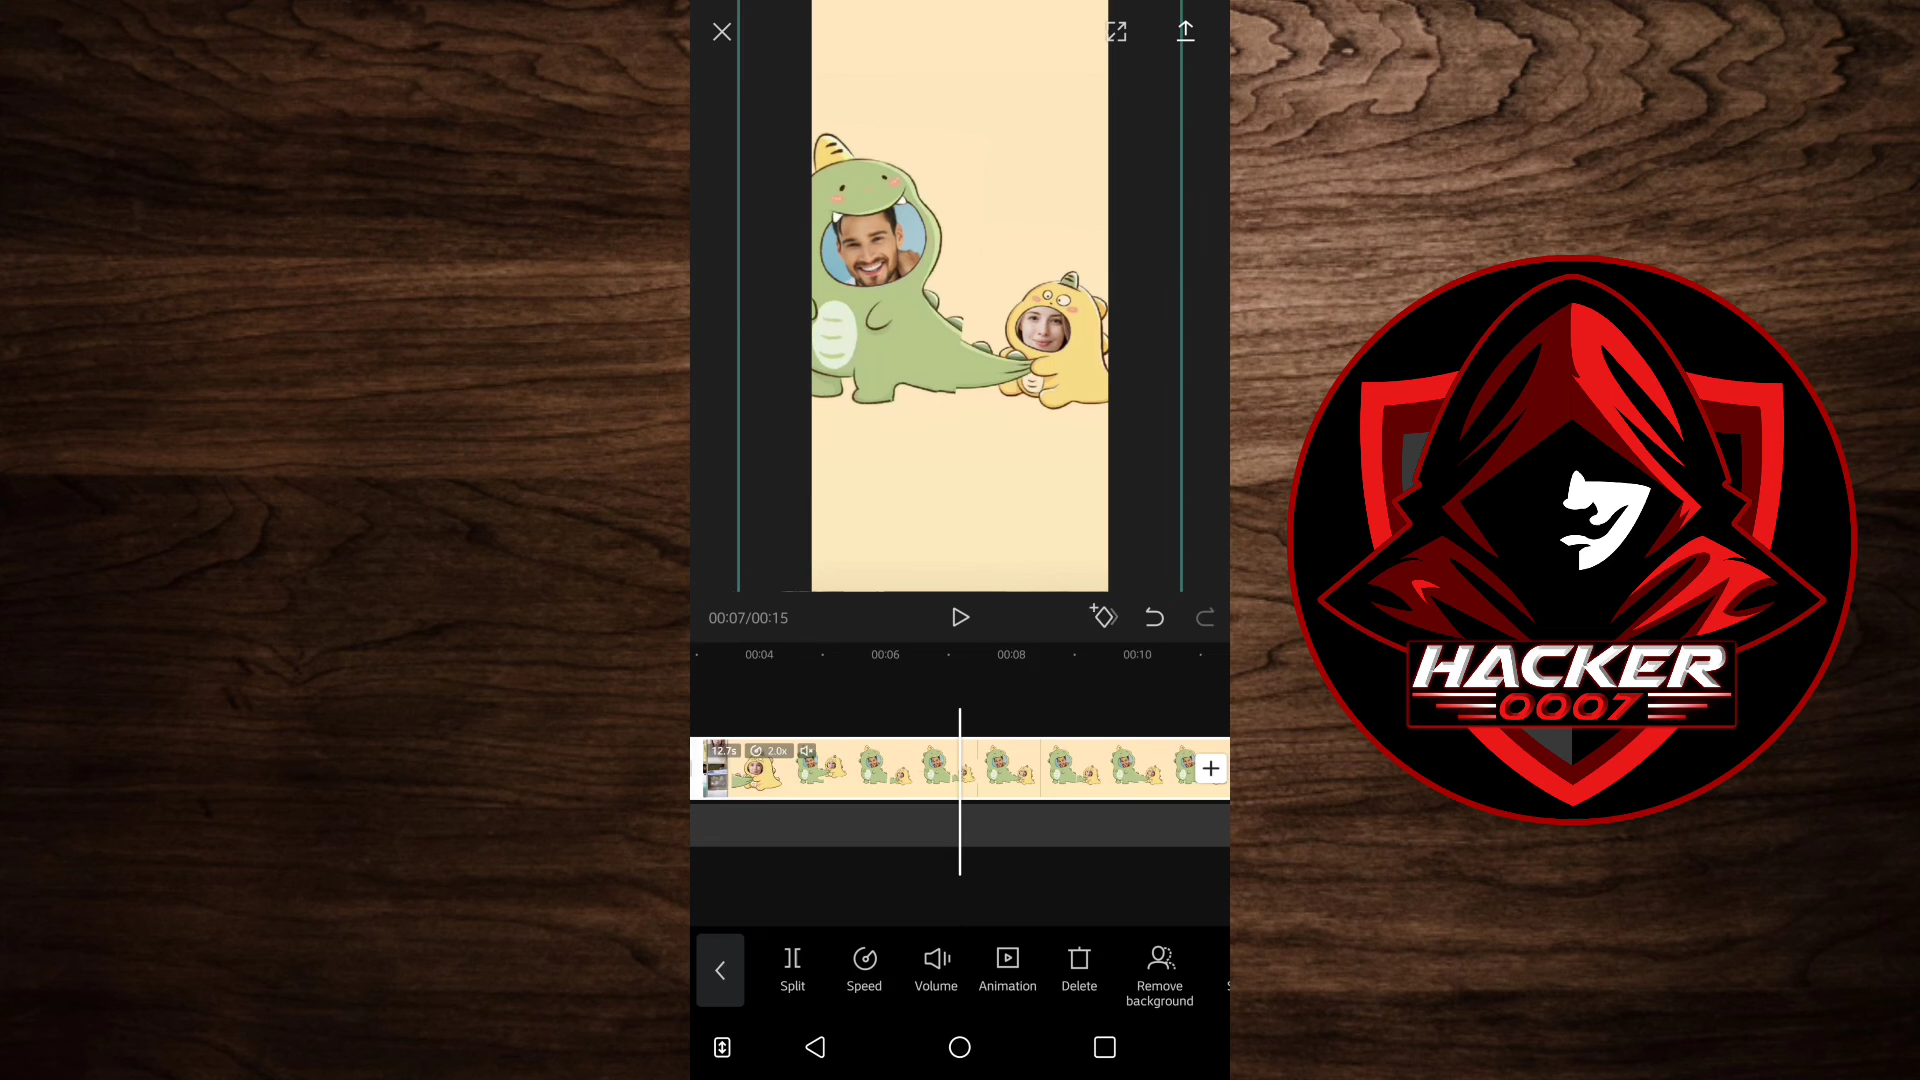 00:07/00:15
00:04
00:06
00:08
00:10
12.7s
2.0x
Split
Speed
Volume
Animation
Delete
Remove
background
HACKER
0007